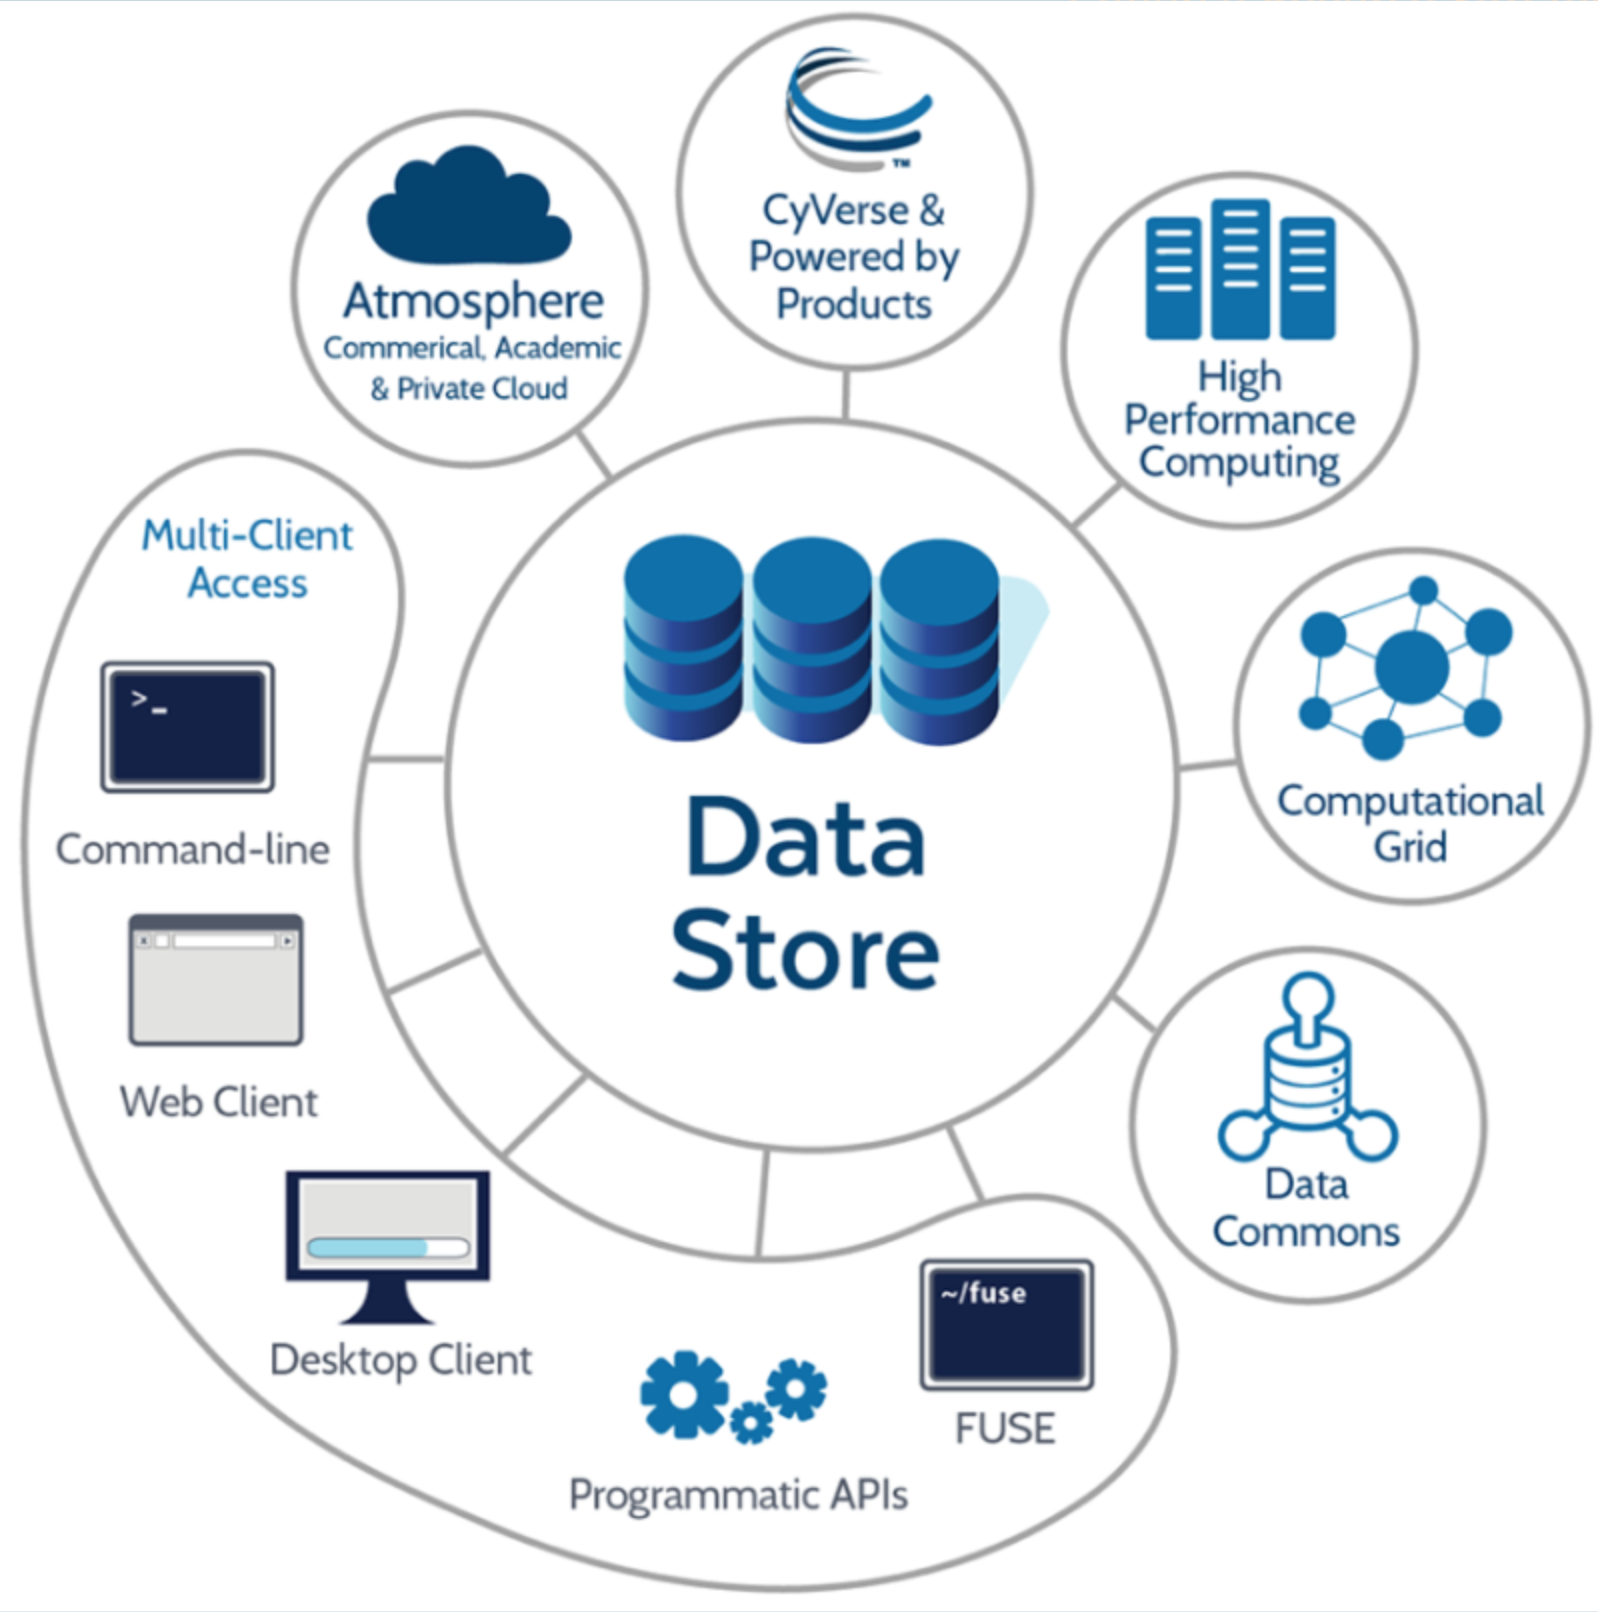 CyVerse &
Powered by
Products
TM
Atmosphere
Commerical, Academic
& Private Cloud
High
Performance
Computing
Multi-Client
Access
>_
Command-line
Web Client
Desktop Client
Programmatic APIs
~/fuse
FUSE
Data
Store
Computational
Grid
Data
Commons
x